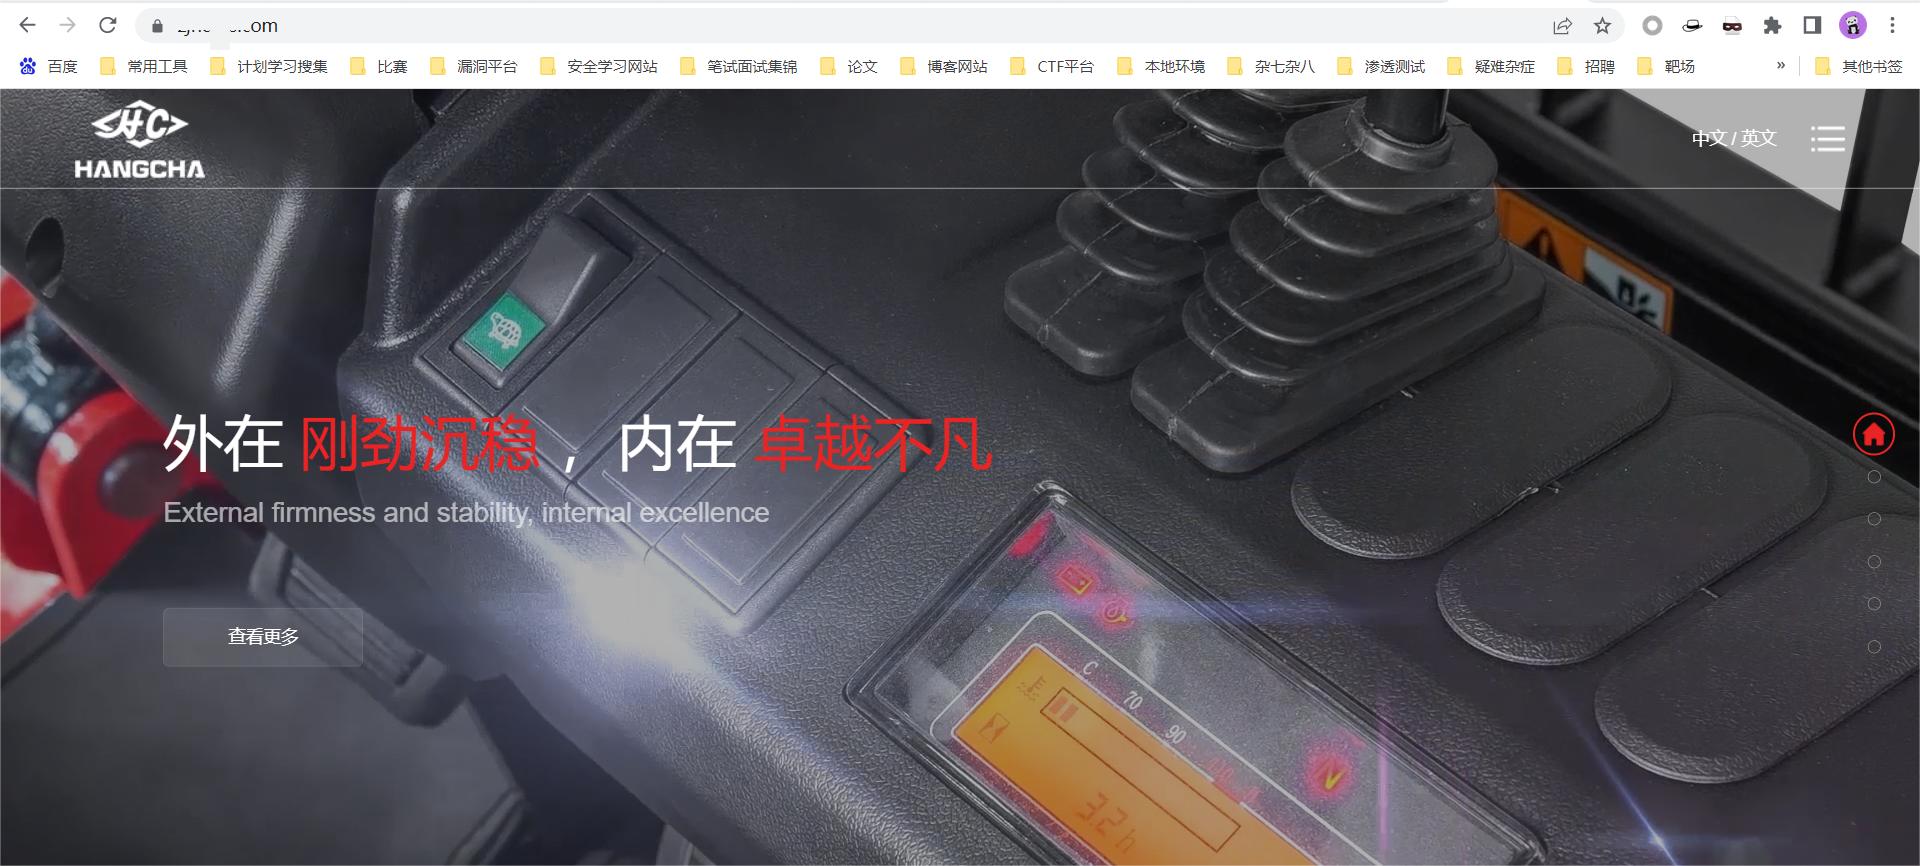 百度 常用工具 计划学习搜集 比赛 漏洞平台 安全学习网站 笔试面试集锦 论文 博客网站 CTF平台 本地环境 杂七杂八 渗透测试 疑难杂症 招聘 靶场 » 其他书签
HC
HANGCHA
中文 / 英文
外在 刚劲沉稳 ，内在 卓越不凡
External firmness and stability, internal excellence
查看更多
C
70
90
32 h